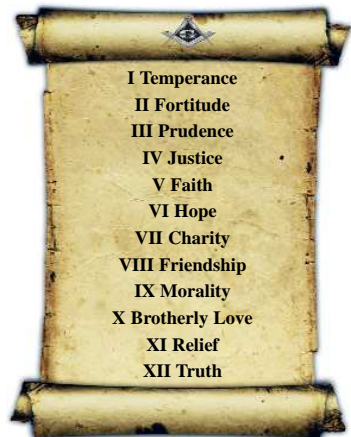 I Temperance
II Fortitude
III Prudence
IV Justice
V Faith
VI Hope
VII Charity
VIII Friendship
IX Morality
X Brotherly Love
XI Relief
XII Truth